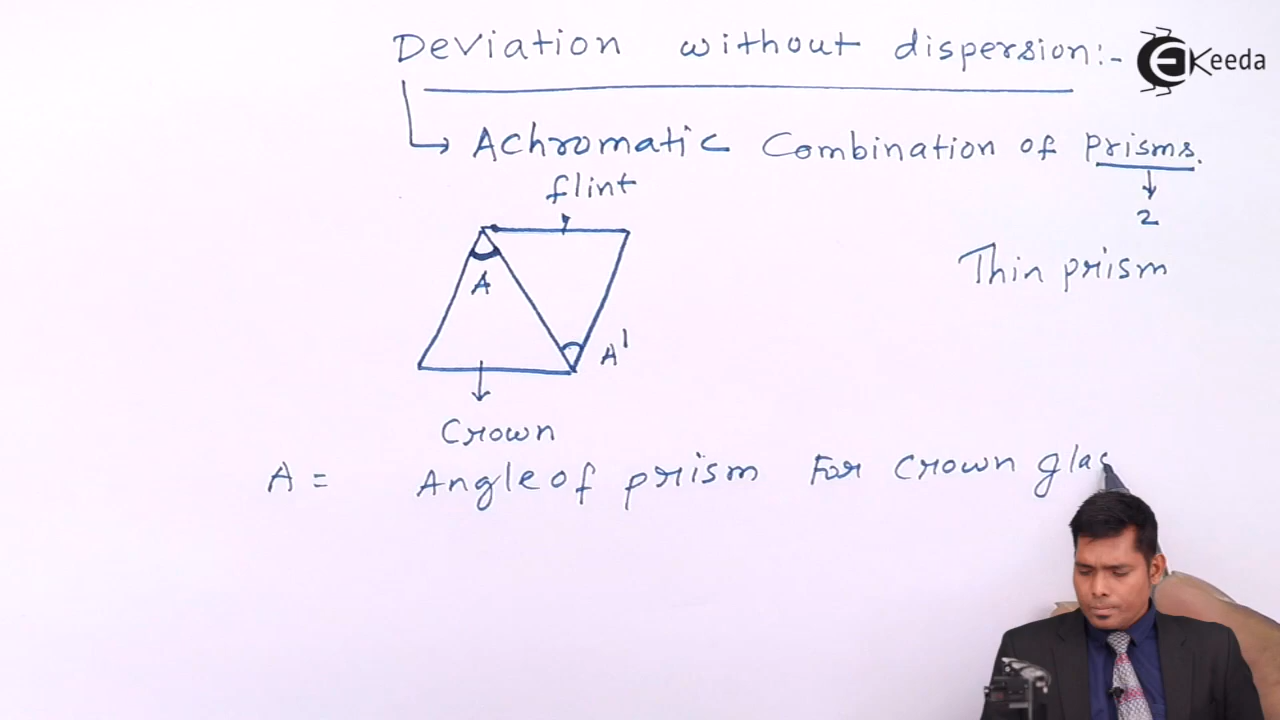 Deviation without dispersion:-
EKeeda
Achromatic Combination of prisms.
2
flint
Thin prism
A
A'
Crown
A = Angle of prism For crown glas